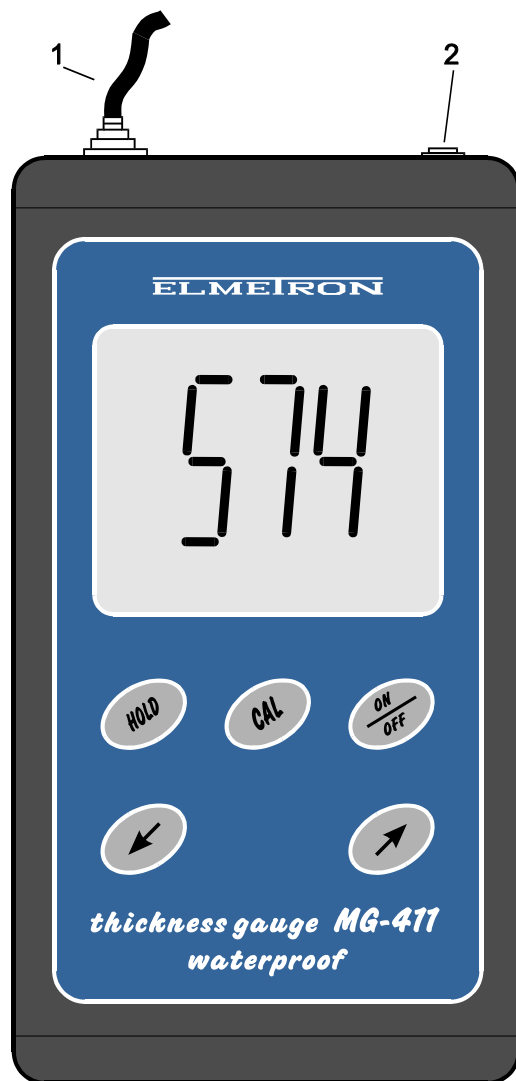 1 2
ELMETRON
574
HOLD CAL ON
OFF
thickness gauge MG-411
waterproof